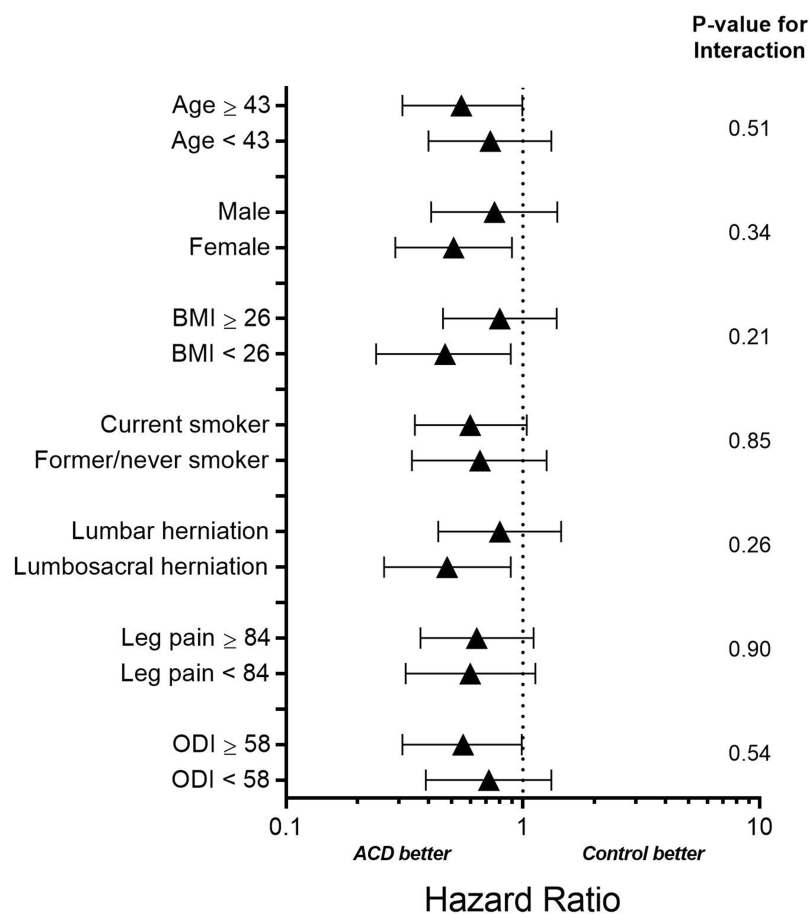 P-value for
Interaction
Age ≥ 43
Age < 43
0.51
Male
Female
0.34
BMI ≥ 26
BMI < 26
0.21
Current smoker
Former/never smoker
0.85
Lumbar herniation
Lumbosacral herniation
0.26
Leg pain ≥ 84
Leg pain < 84
0.90
ODI ≥ 58
ODI < 58
0.54
0.1 1 10
ACD better Control better
Hazard Ratio